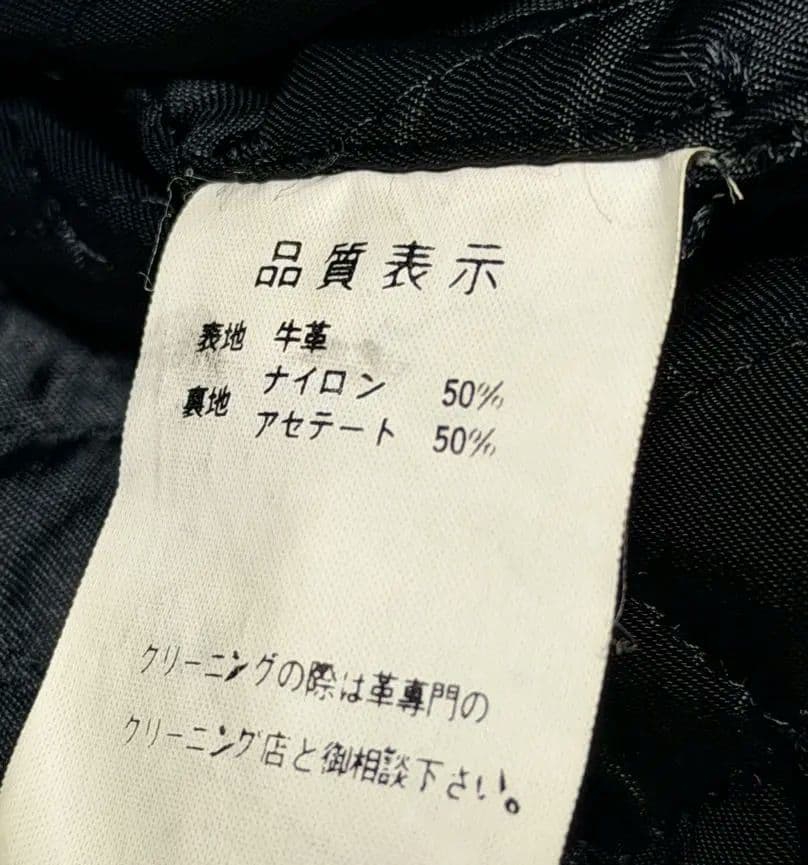 品質表示
表地 牛革
裏地 ナイロン 50%
アセテート 50%
クリーニングの際は革専門の
クリーニング店と御相談下さい。